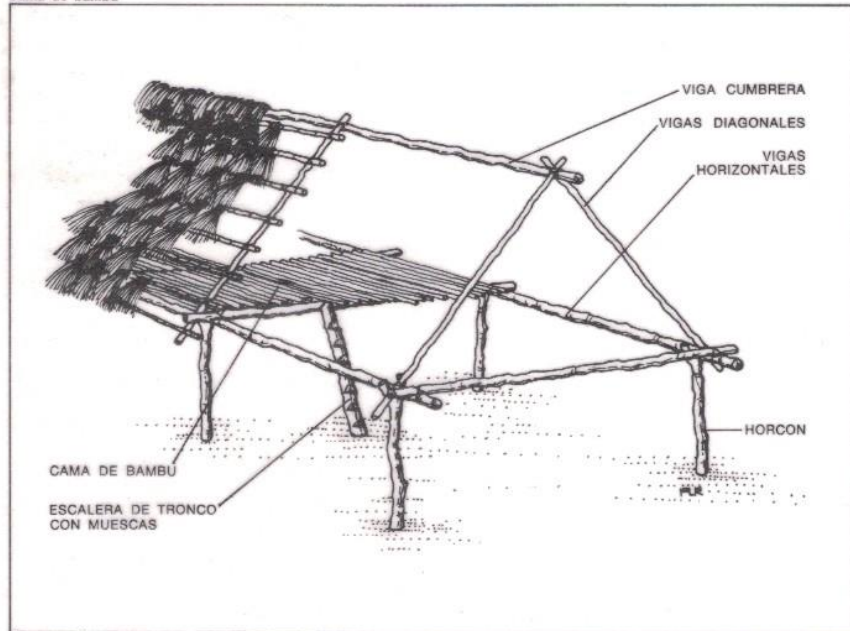 VIGA CUMBRERA
VIGAS DIAGONALES
VIGAS
HORIZONTALES
HORCON
CAMA DE BAMBU
ESCALERA DE TRONCO
CON MUESCAS